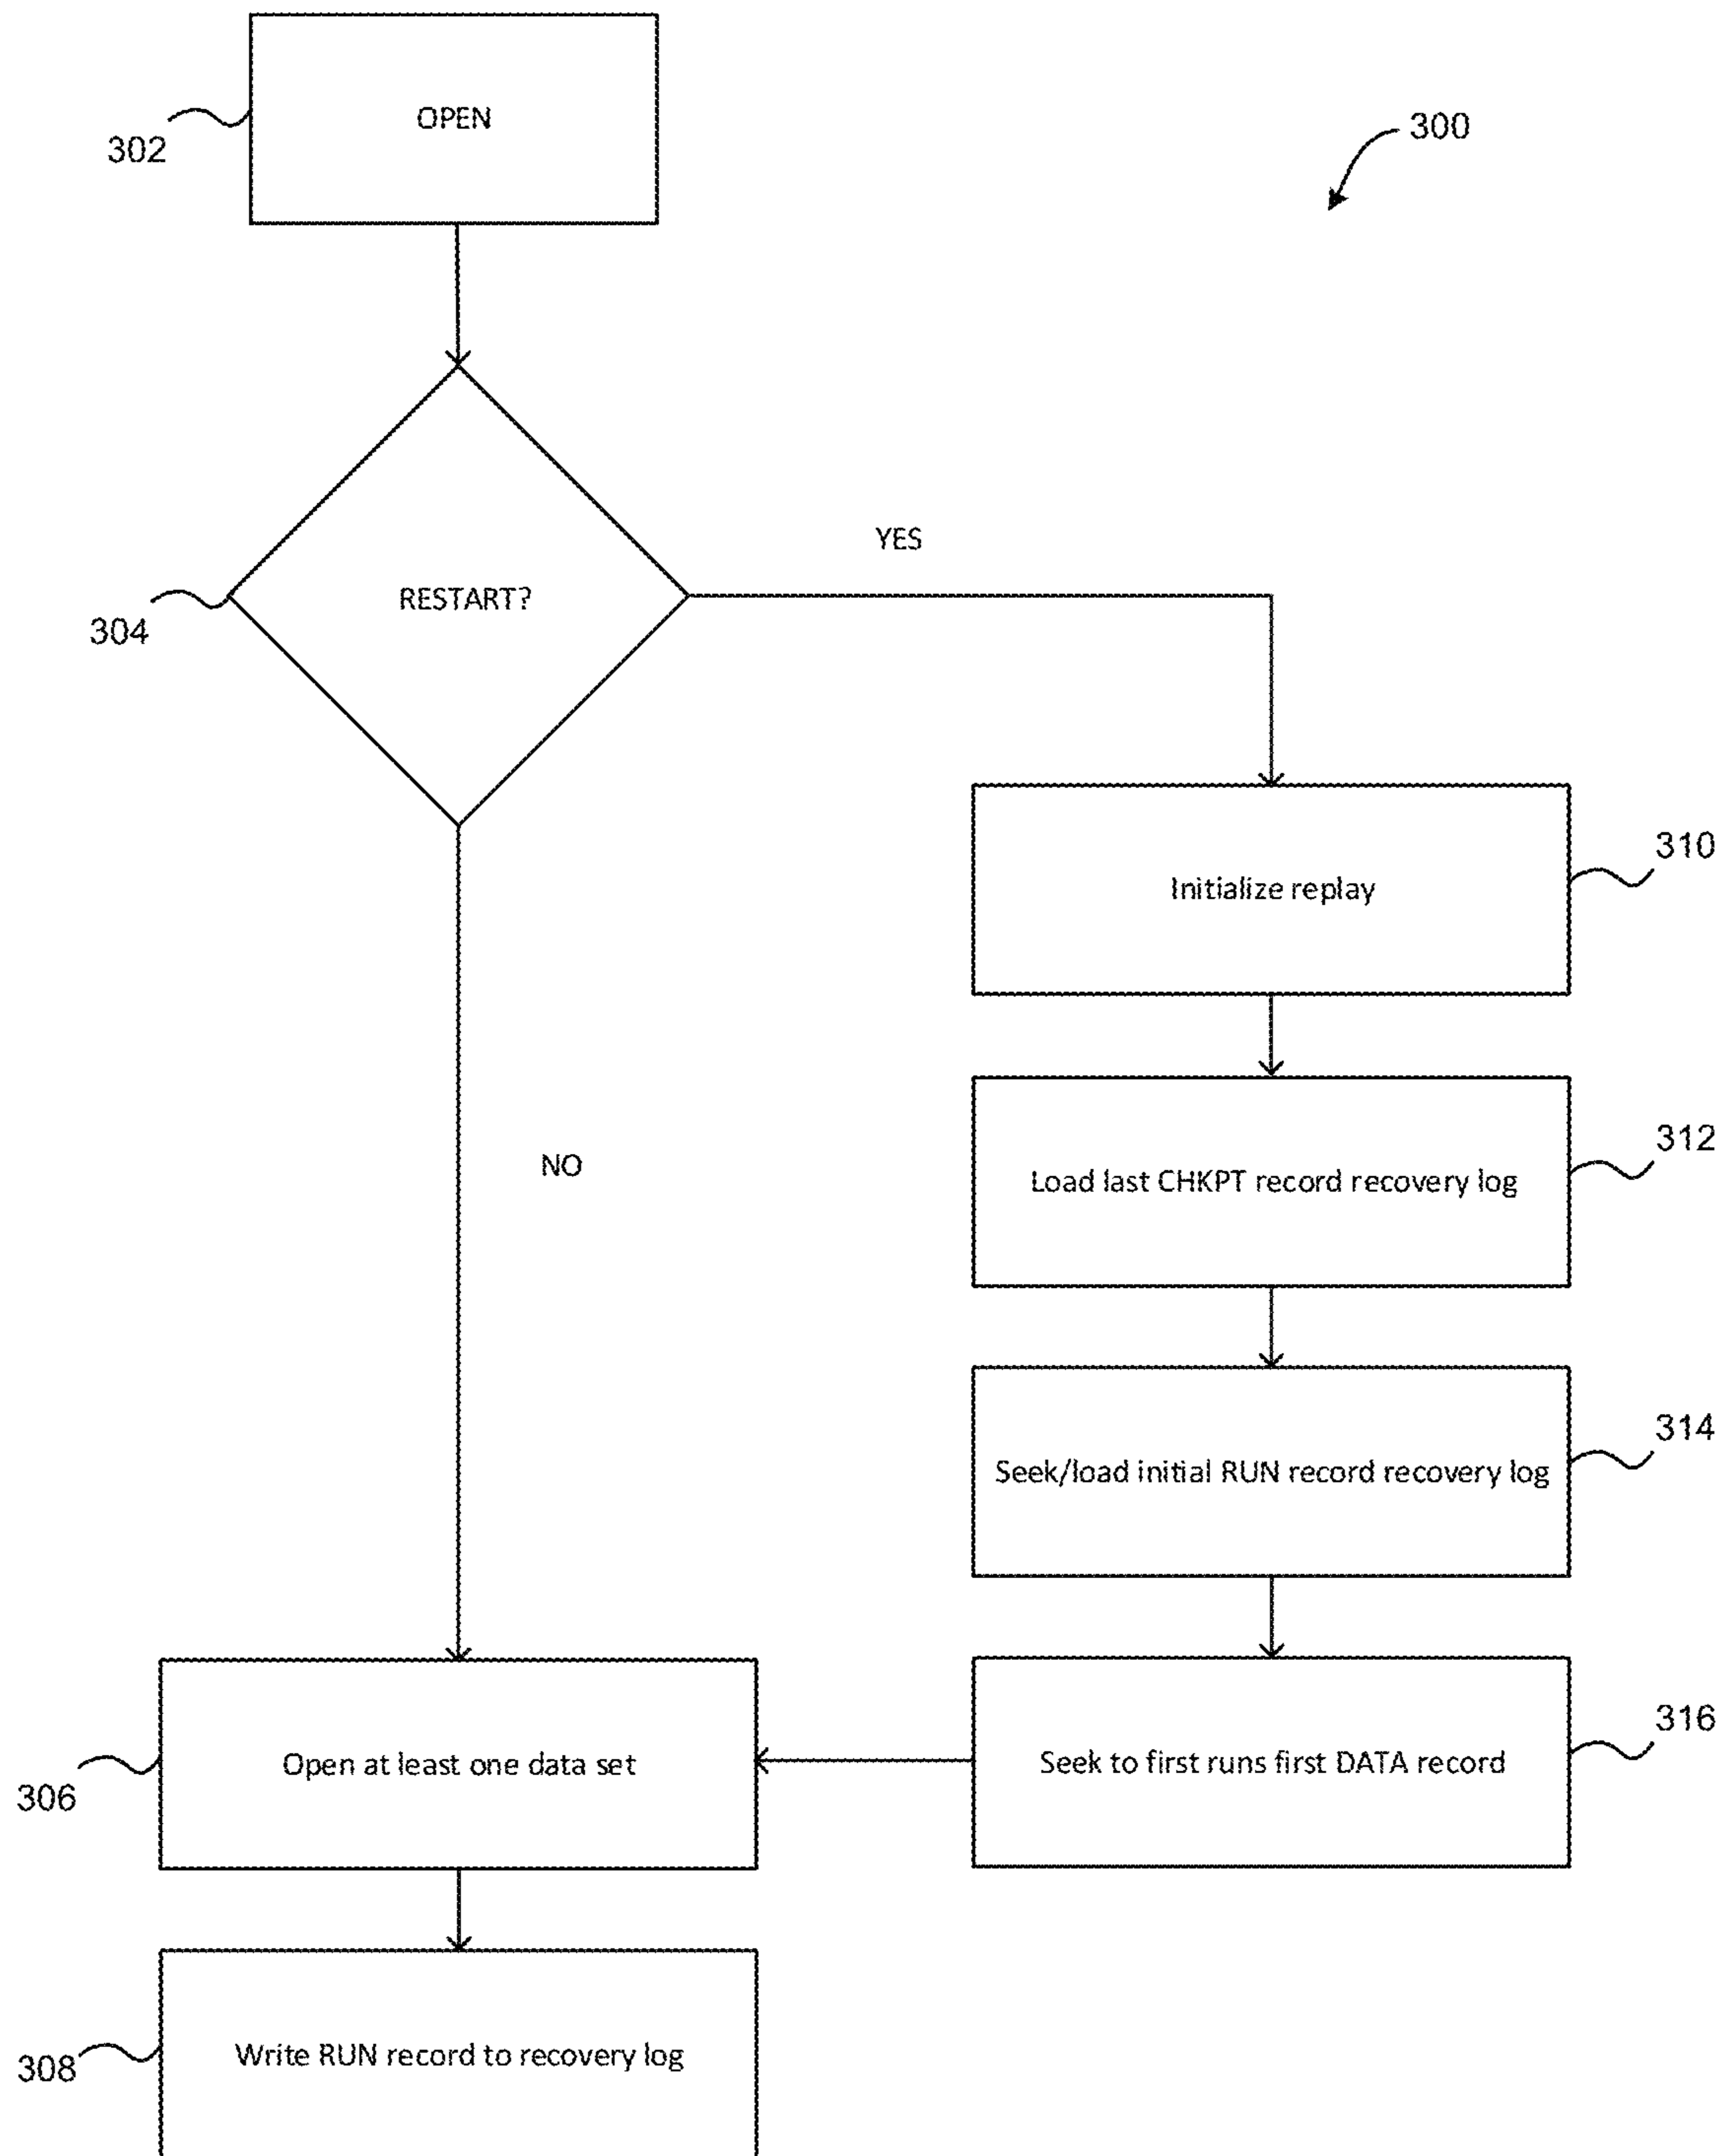 OPEN
302
300
YES
RESTART?
304
310
Initialize replay
312
Load last CHKPT record recovery log
NO
314
Seek/load initial RUN record recovery log
316
Open at least one data set
Seek to first runs first DATA record
306
Write RUN record to recovery log
308